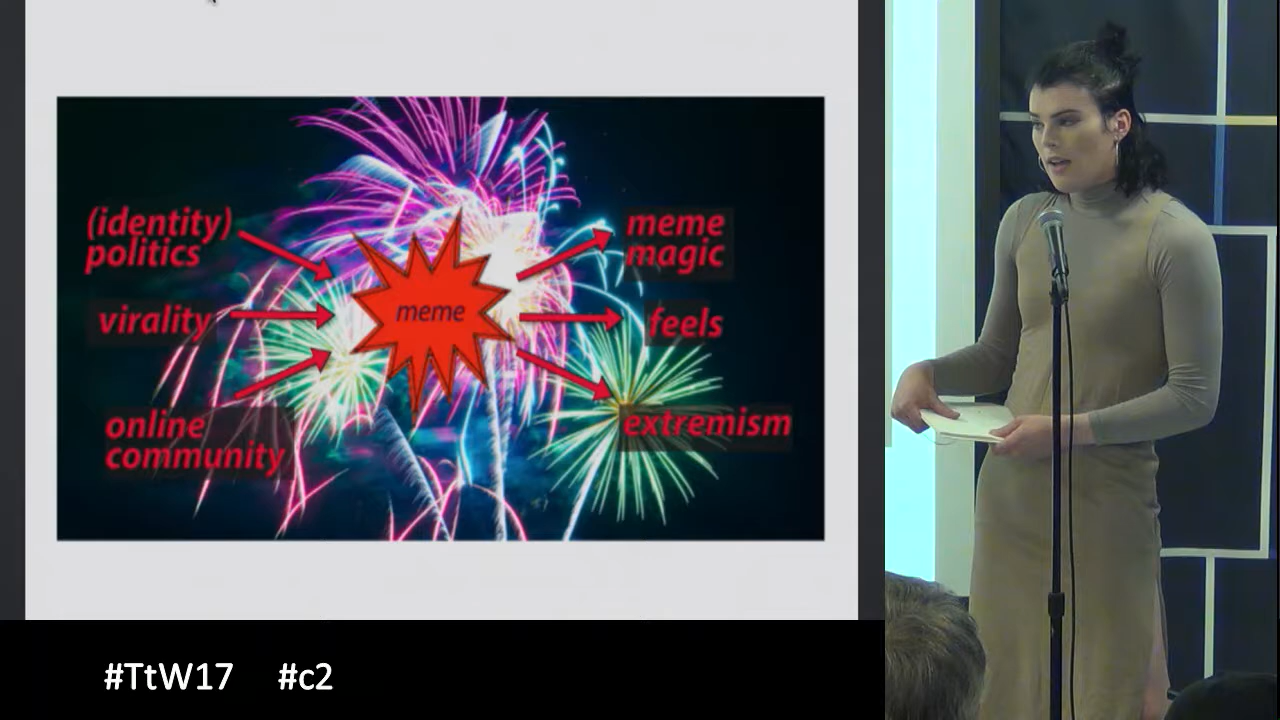 (identity)
politics
virality
online
community
meme
meme
magic
feels
extremism
#TtW17 #c2